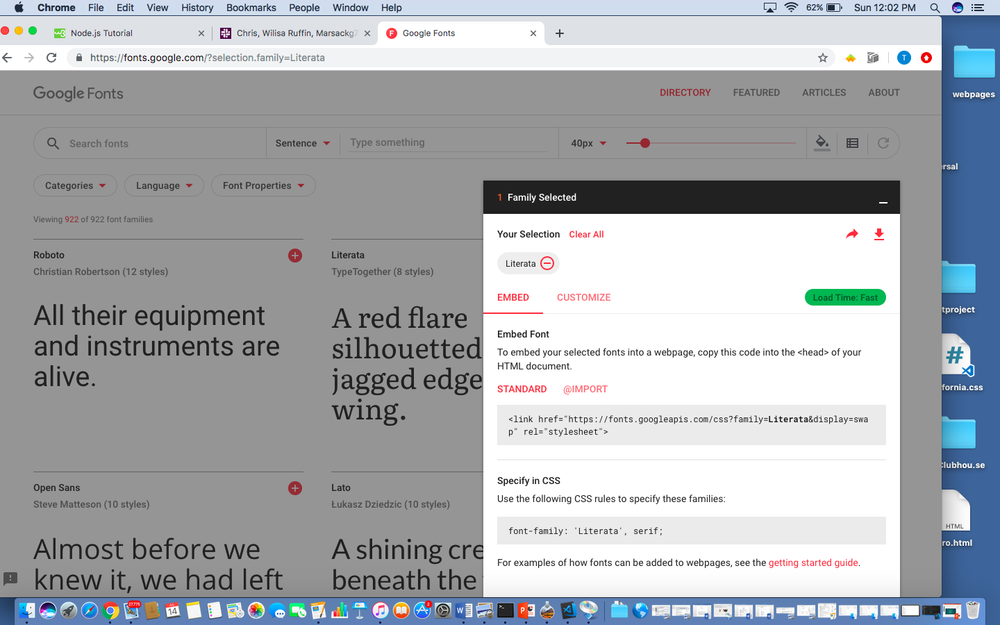 Chrome File Edit View History Bookmarks People Window Help 62% Sun 12:02 PM
Node.js Tutorial Chris, Wilisa Ruffin, Marsackg Google Fonts
https://fonts.google.com/?selection.family=Literata T
webpages
Google Fonts DIRECTORY FEATURED ARTICLES ABOUT
Search fonts Sentence Type something 40px
ersal
Categories Language Font Properties
Viewing 922 of 922 font families
Roboto
Christian Robertson (12 styles)
All their equipment
and instruments are
alive.
Literata
TypeTogether (8 styles)
A red flare
silhouetted
jagged edge
wing.
Open Sans
Steve Matteson (10 styles)
Almost before we
knew it, we had left
Lato
Łukasz Dziedzic (10 styles)
A shining cre
beneath the
1 Family Selected
Your Selection Clear All
Literata
EMBED CUSTOMIZE Load Time: Fast
Embed Font
To embed your selected fonts into a webpage, copy this code into the <head> of your
HTML document.
STANDARD @IMPORT
<link href="https://fonts.googleapis.com/css?family=Literata&display=swa
p" rel="stylesheet">
Specify in CSS
Use the following CSS rules to specify these families:
font-family: 'Literata', serif;
For examples of how fonts can be added to webpages, see the getting started guide.
tproject
#
fornia.css
Clubhou.se
HTML
ro.html